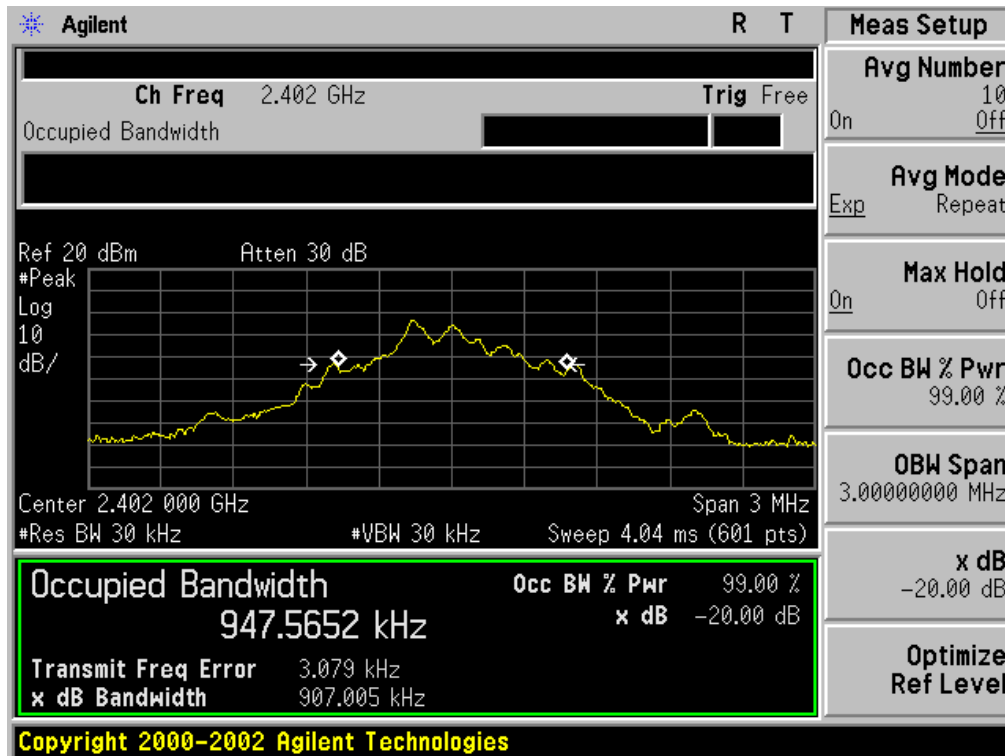 Agilent R T
Ch Freq 2.402 GHz Trig Free
Occupied Bandwidth
Ref 20 dBm Atten 30 dB
#Peak
Log
10
dB/
Center 2.402 000 GHz Span 3 MHz
#Res BW 30 kHz #VBW 30 kHz Sweep 4.04 ms (601 pts)
Occupied Bandwidth Occ BW % Pwr 99.00 %
947.5652 kHz x dB -20.00 dB
Transmit Freq Error 3.079 kHz
x dB Bandwidth 907.005 kHz
Copyright 2000-2002 Agilent Technologies
Meas Setup
Avg Number
10
On Off
Avg Mode
Exp Repeat
Max Hold
On Off
Occ BW % Pwr
99.00 %
OBW Span
3.00000000 MHz
x dB
-20.00 dB
Optimize
Ref Level